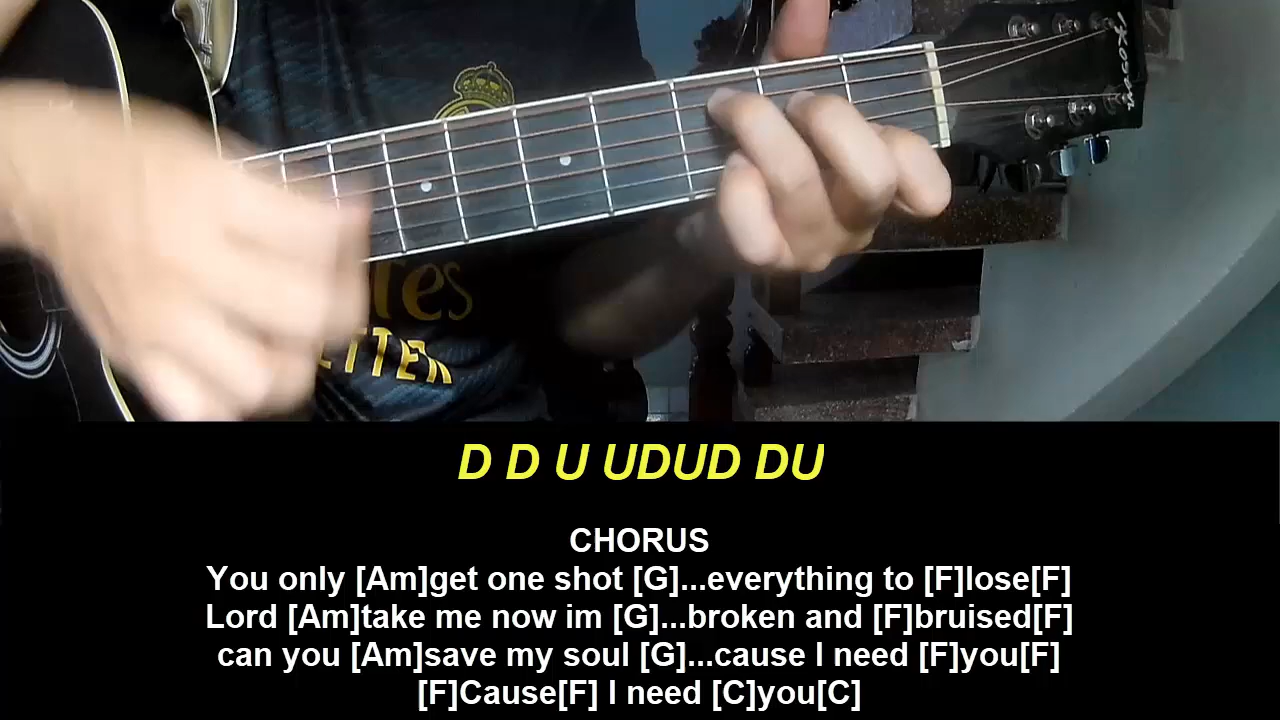 D D U UDUD DU
CHORUS
You only [Am]get one shot [G]...everything to [F]lose[F]
Lord [Am]take me now im [G]...broken and [F]bruised[F]
can you [Am]save my soul [G]...cause I need [F]you[F]
[F]Cause[F] I need [C]you[C]